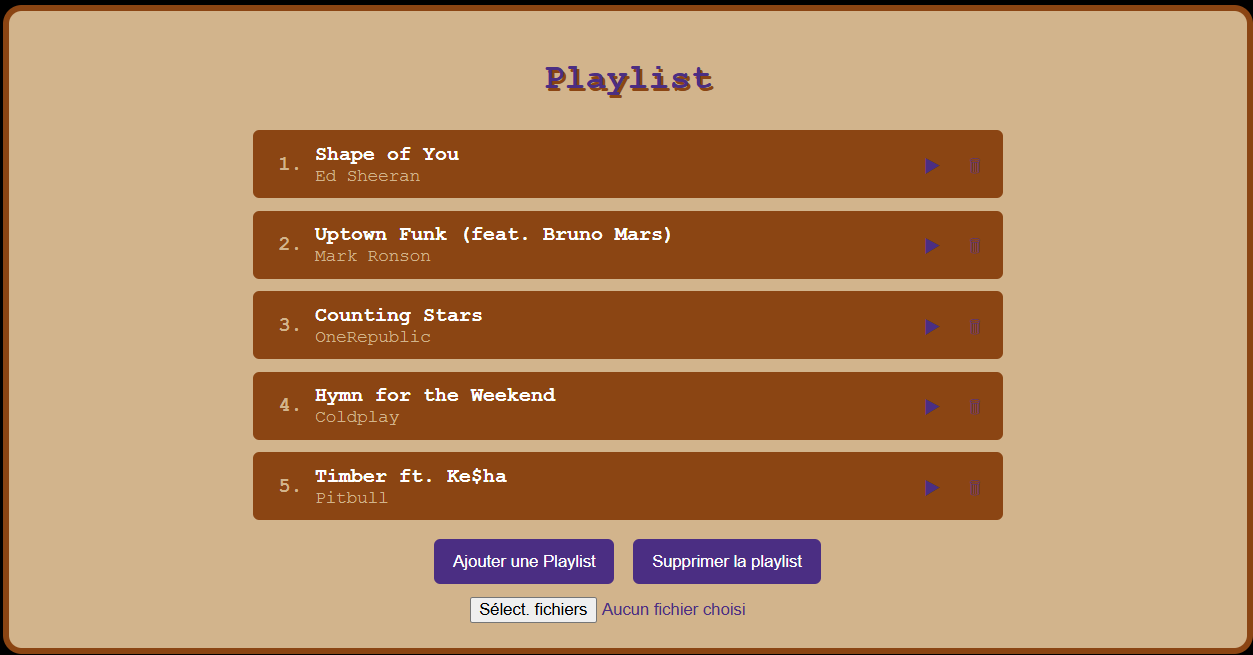 Playlist
1.
Shape of You
Ed Sheeran
2.
Uptown Funk (feat. Bruno Mars)
Mark Ronson
3.
Counting Stars
OneRepublic
4.
Hymn for the Weekend
Coldplay
5.
Timber ft. Ke$ha
Pitbull
Ajouter une Playlist
Supprimer la playlist
Sélect. fichiers Aucun fichier choisi